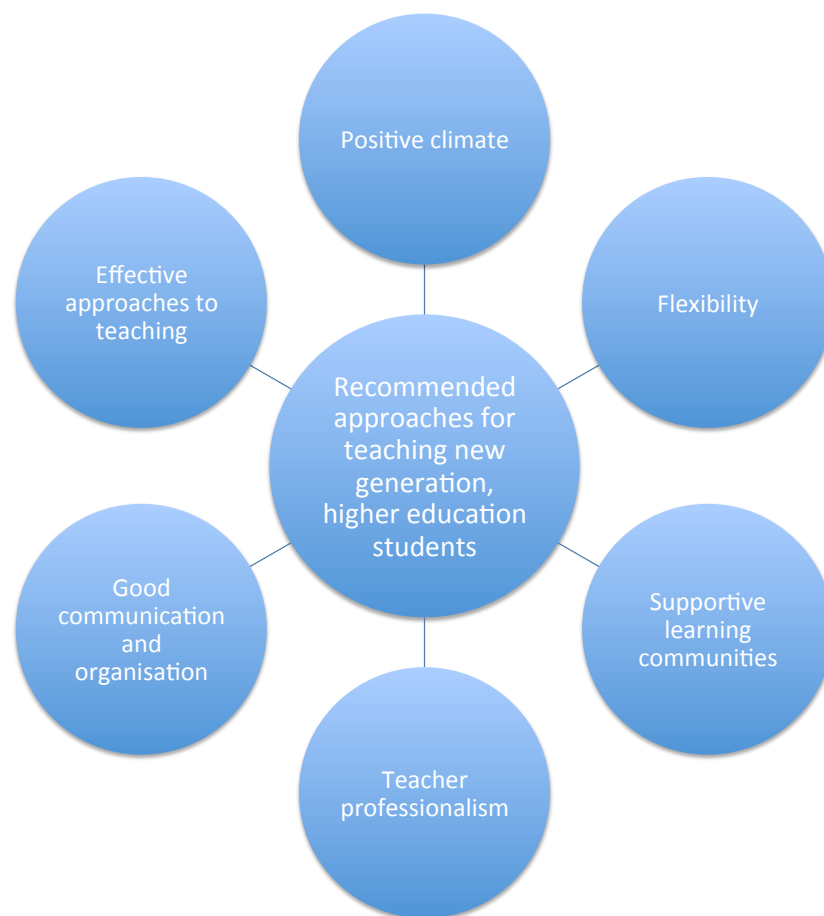 Positive climate
Effective
approaches to
teaching
Flexibility
Recommended
approaches for
teaching new
generation,
higher education
students
Good
communication
and
organisation
Supportive
learning
communities
Teacher
professionalism